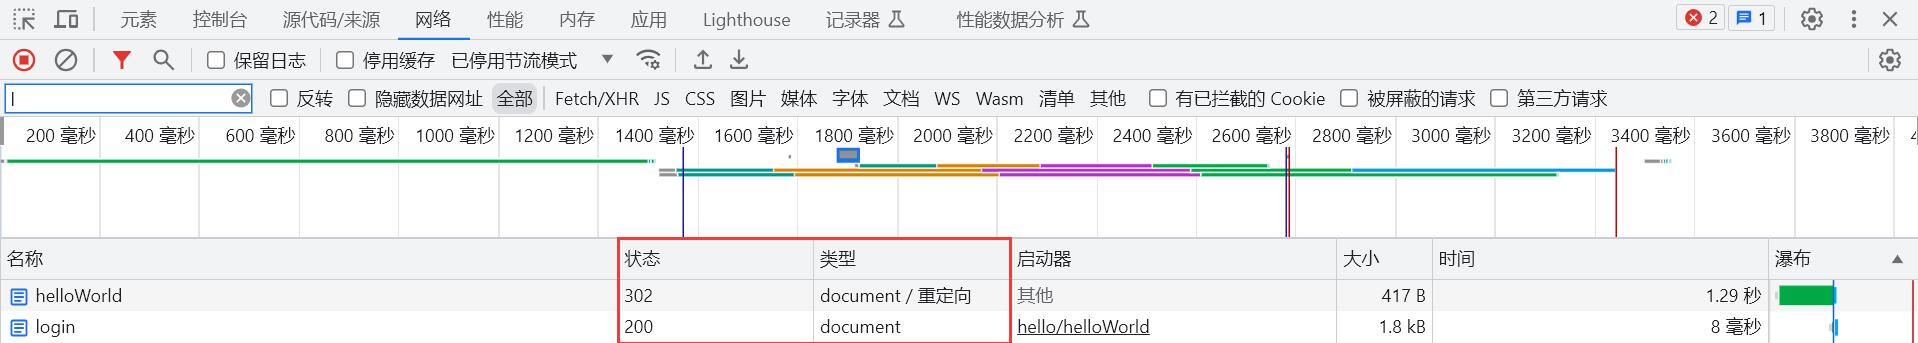 元素 控制台 源代码/来源 网络 性能 内存 应用 Lighthouse 记录器 性能数据分析 2 1
保留日志 停用缓存 已停用节流模式
l 反转 隐藏数据网址 全部 Fetch/XHR JS CSS 图片 媒体 字体 文档 WS Wasm 清单 其他 有已拦截的 Cookie 被屏蔽的请求 第三方请求
200 毫秒 400 毫秒 600 毫秒 800 毫秒 1000 毫秒 1200 毫秒 1400 毫秒 1600 毫秒 1800 毫秒 2000 毫秒 2200 毫秒 2400 毫秒 2600 毫秒 2800 毫秒 3000 毫秒 3200 毫秒 3400 毫秒 3600 毫秒 3800 毫秒
名称 状态 类型 启动器 大小 时间 瀑布
helloWorld 302 document / 重定向 其他 417 B 1.29 秒
login 200 document hello/helloWorld 1.8 kB 8 毫秒